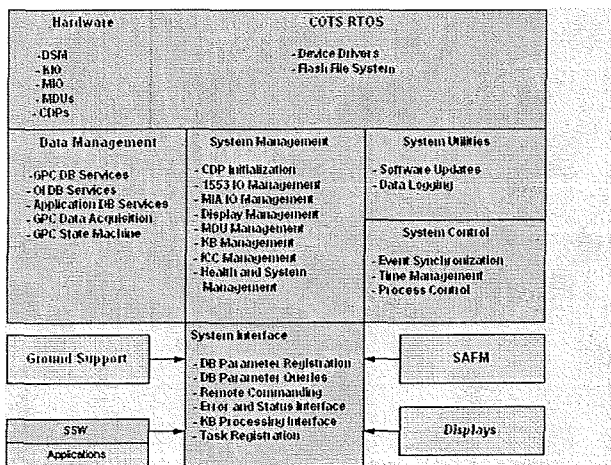 Hardware
- DSM
- KIO
- MIO
- MDUs
- CDPs
COTS RTOS
- Device Drivers
- Flash File System
Data Management
- GPC DB Services
- OI DB Services
- Application DB Services
- GPC Data Acquisition
- GPC State Machine
System Management
- CDP Initialization
- 1553 IO Management
- MIA IO Management
- Display Management
- MDU Management
- KB Management
- ICC Management
- Health and System
Management
System Utilities
- Software Updates
- Data Logging
System Control
- Event Synchronization
- Time Management
- Process Control
System Interface
- DB Parameter Registration
- DB Parameter Queries
- Remote Commanding
- Error and Status Interface
- KB Processing Interface
- Task Registration
Ground Support
SSW
Applications
SAFM
Displays